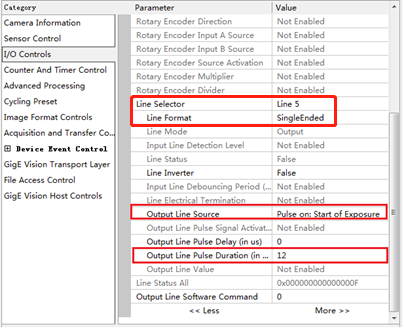 Category
Camera Information
Sensor Control
I/O Controls
Counter And Timer Control
Advanced Processing
Cycling Preset
Image Format Controls
Acquisition and Transfer Co...
Device Event Control
GigE Vision Transport Layer
File Access Control
GigE Vision Host Controls
Parameter Value
Rotary Encoder Direction Not Enabled
Rotary Encoder Input A Source Not Enabled
Rotary Encoder Input B Source Not Enabled
Rotary Encoder Source Activation Not Enabled
Rotary Encoder Multiplier Not Enabled
Rotary Encoder Divider Not Enabled
Line Selector Line 5
Line Format SingleEnded
Line Mode Output
Input Line Detection Level Not Enabled
Line Status False
Line Inverter False
Input Line Debouncing Period (... Not Enabled
Line Electrical Termination Not Enabled
Output Line Source Pulse on: Start of Exposure
Output Line Pulse Signal Activat... Not Enabled
Output Line Pulse Delay (in us) 0
Output Line Pulse Duration (in ... 12
Output Line Value Not Enabled
Line Status All 0x000000000000000F
Output Line Software Command 0
<< Less More >>